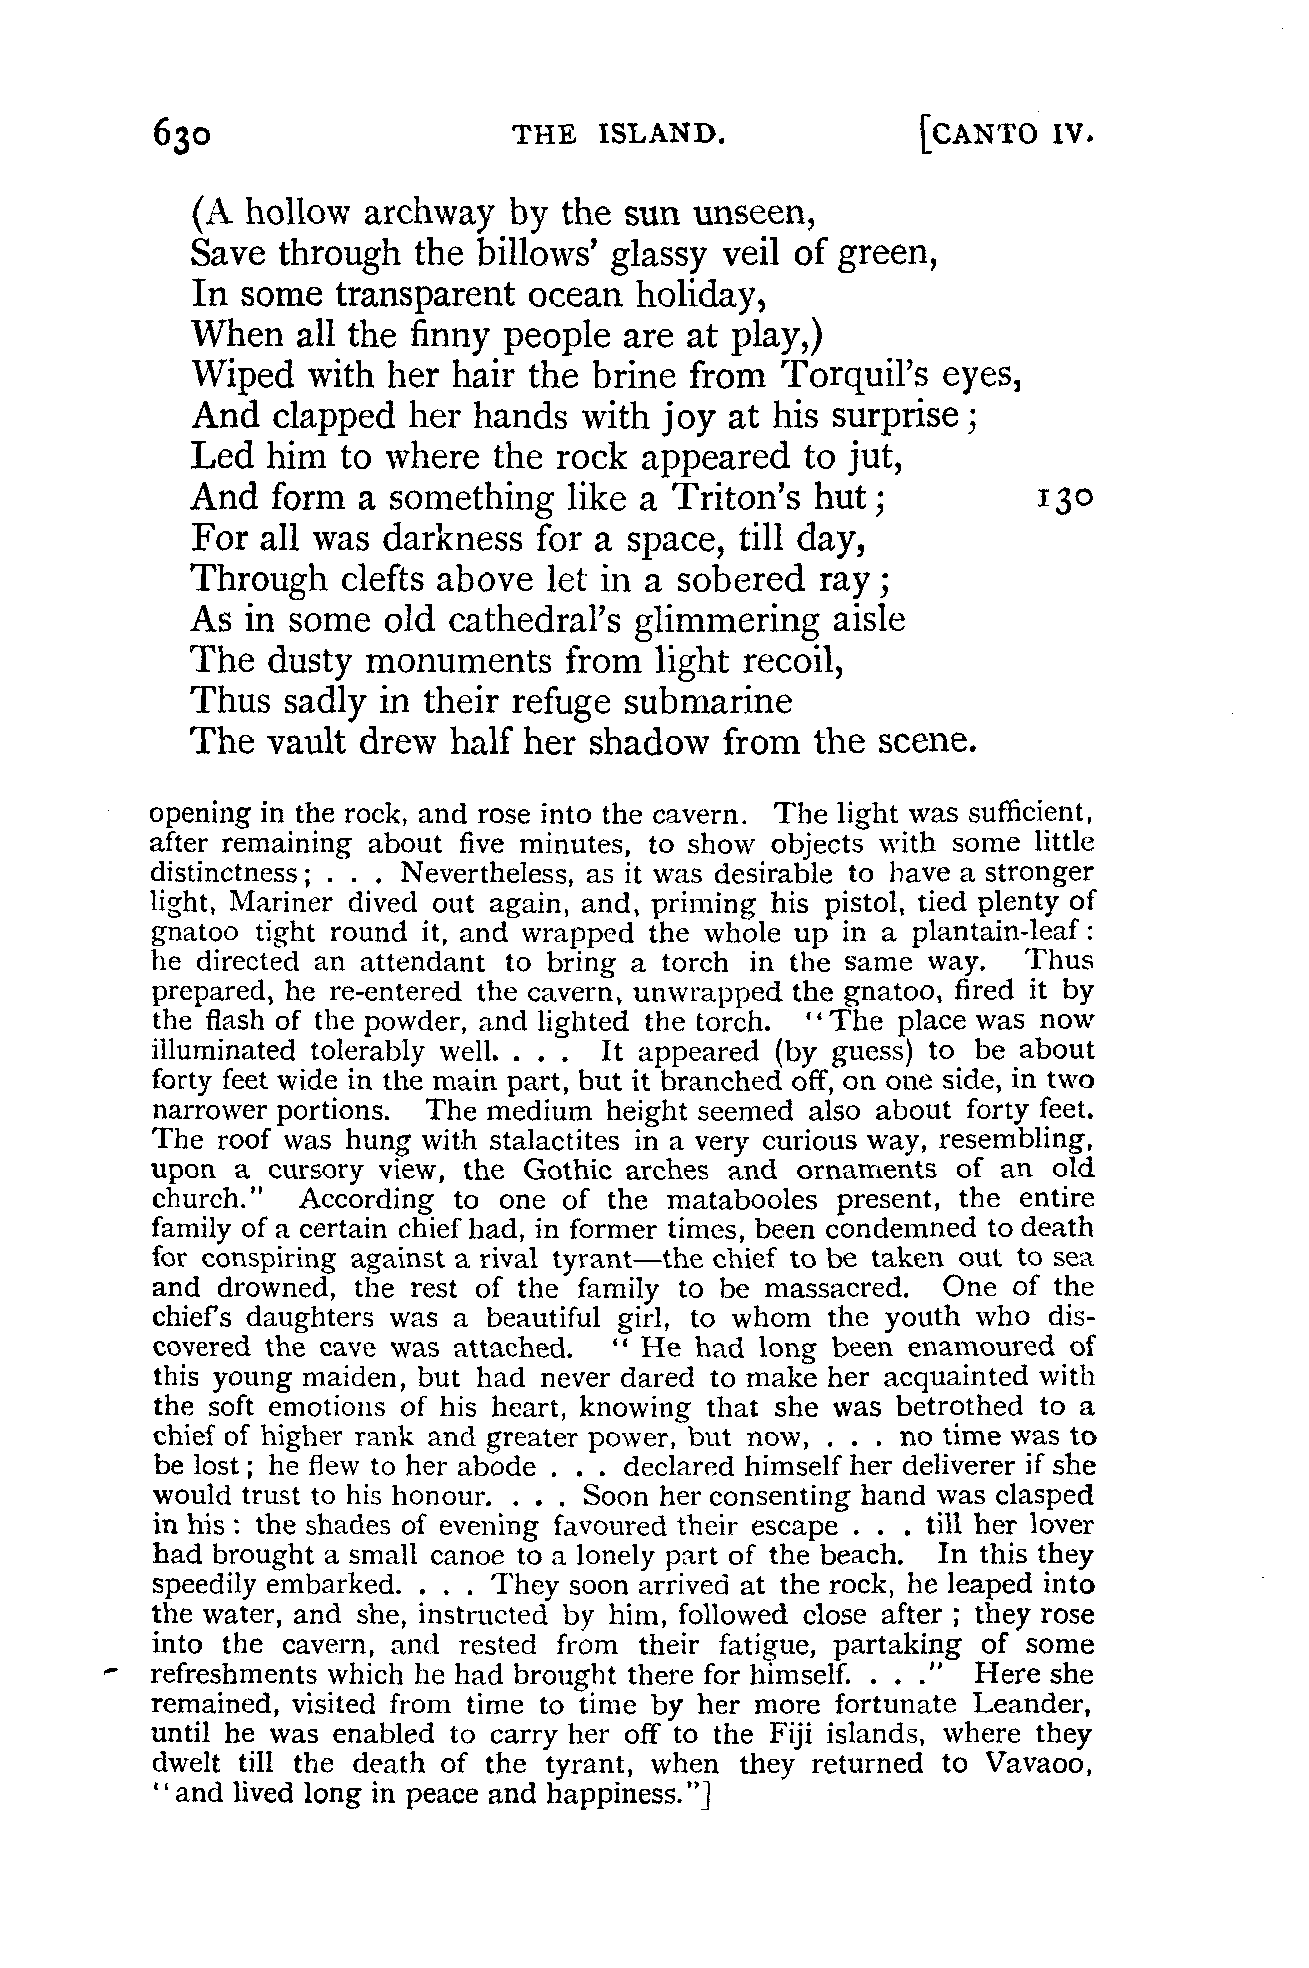 630 THE ISLAND. [CANTO IV.
(A hollow archway by the sun unseen,
Save through the billows' glassy veil of green,
In some transparent ocean holiday,
When all the finny people are at play,)
Wiped with her hair the brine from Torquil's eyes,
And clapped her hands with joy at his surprise;
Led him to where the rock appeared to jut,
And form a something like a Triton's hut; 130
For all was darkness for a space, till day,
Through clefts above let in a sobered ray;
As in some old cathedral's glimmering aisle
The dusty monuments from light recoil,
Thus sadly in their refuge submarine
The vault drew half her shadow from the scene.
opening in the rock, and rose into the cavern. The light was sufficient,
after remaining about five minutes, to show objects with some little
distinctness; . . . Nevertheless, as it was desirable to have a stronger
light, Mariner dived out again, and, priming his pistol, tied plenty of
gnatoo tight round it, and wrapped the whole up in a plantain-leaf:
he directed an attendant to bring a torch in the same way. Thus
prepared, he re-entered the cavern, unwrapped the gnatoo, fired it by
the flash of the powder, and lighted the torch. "The place was now
illuminated tolerably well. . . . It appeared (by guess) to be about
forty feet wide in the main part, but it branched off, on one side, in two
narrower portions. The medium height seemed also about forty feet.
The roof was hung with stalactites in a very curious way, resembling,
upon a cursory view, the Gothic arches and ornaments of an old
church." According to one of the matabooles present, the entire
family of a certain chief had, in former times, been condemned to death
for conspiring against a rival tyrant—the chief to be taken out to sea
and drowned, the rest of the family to be massacred. One of the
chief's daughters was a beautiful girl, to whom the youth who dis-
covered the cave was attached. "He had long been enamoured of
this young maiden, but had never dared to make her acquainted with
the soft emotions of his heart, knowing that she was betrothed to a
chief of higher rank and greater power, but now, . . . no time was to
be lost; he flew to her abode . . . declared himself her deliverer if she
would trust to his honour. . . . Soon her consenting hand was clasped
in his: the shades of evening favoured their escape . . . till her lover
had brought a small canoe to a lonely part of the beach. In this they
speedily embarked. . . . They soon arrived at the rock, he leaped into
the water, and she, instructed by him, followed close after; they rose
into the cavern, and rested from their fatigue, partaking of some
refreshments which he had brought there for himself. . . ." Here she
remained, visited from time to time by her more fortunate Leander,
until he was enabled to carry her off to the Fiji islands, where they
dwelt till the death of the tyrant, when they returned to Vavaoo,
"and lived long in peace and happiness."]